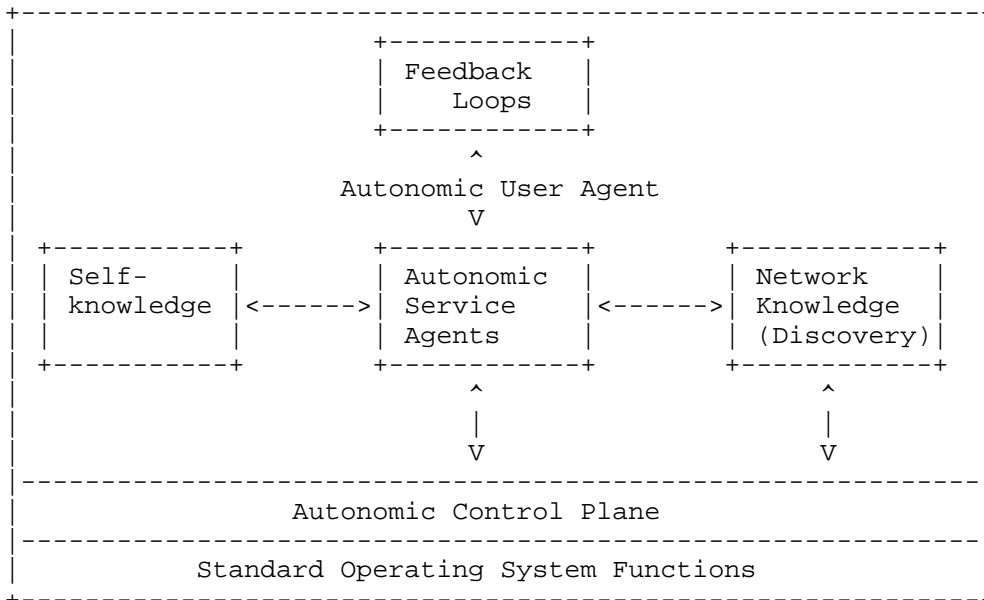 Feedback
Loops
Autonomic User Agent
Self- Autonomic Network
knowledge Service Knowledge
Agents (Discovery)
Autonomic Control Plane
Standard Operating System Functions